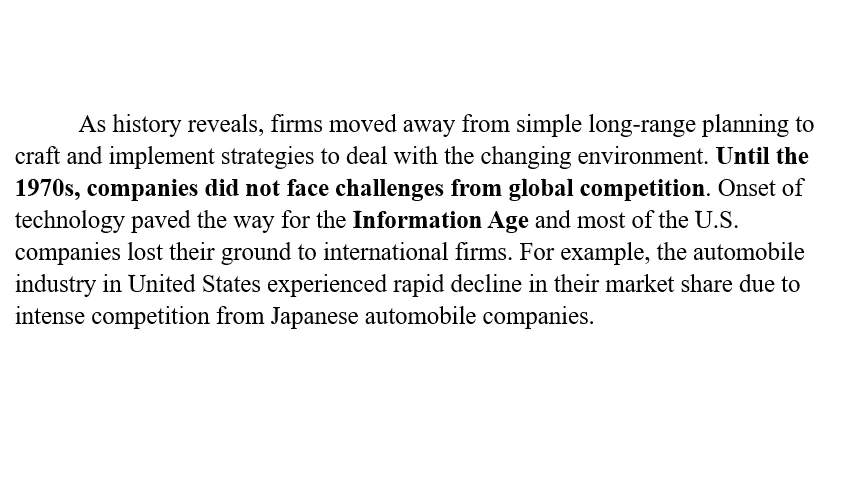 As history reveals, firms moved away from simple long-range planning to
craft and implement strategies to deal with the changing environment. Until the
1970s, companies did not face challenges from global competition. Onset of
technology paved the way for the Information Age and most of the U.S.
companies lost their ground to international firms. For example, the automobile
industry in United States experienced rapid decline in their market share due to
intense competition from Japanese automobile companies.